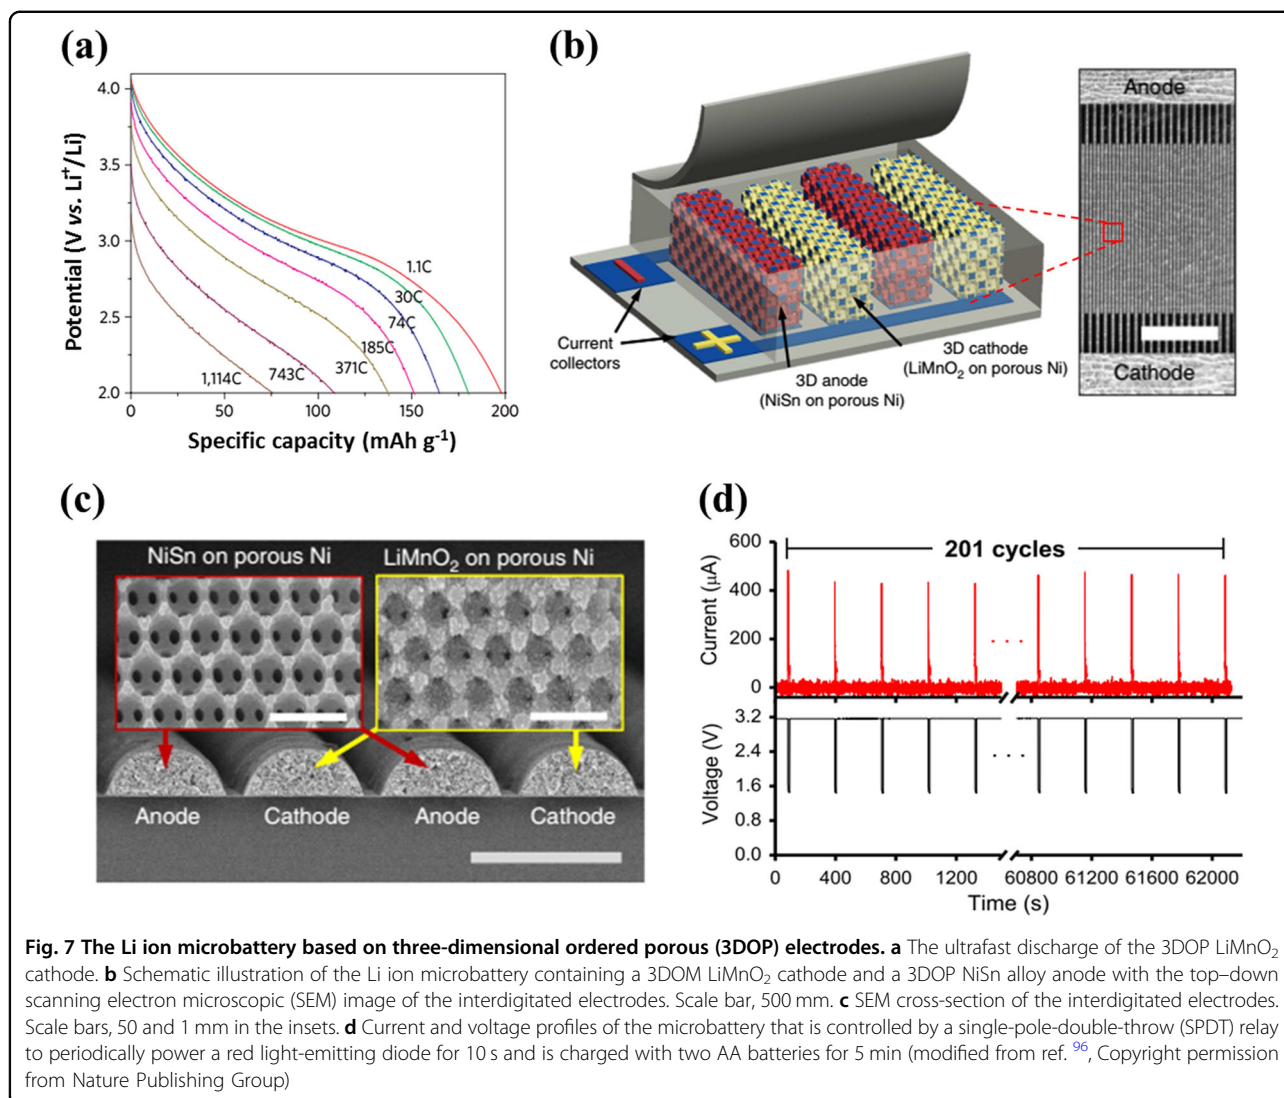 (a)
Potential (V vs. Li⁺/Li)
4.0
3.5
3.0
2.5
2.0
1.1C
30C
74C
185C
371C
743C
1,114C
0 50 100 150 200
Specific capacity (mAh g⁻¹)
(b)
Current
collectors
3D anode
(NiSn on porous Ni)
3D cathode
(LiMnO₂ on porous Ni)
Anode
Cathode
(c)
NiSn on porous Ni
LiMnO₂ on porous Ni
Anode Cathode Anode Cathode
(d)
Current (μA)
600
400
200
0
201 cycles
. . .
Voltage (V)
3.2
2.4
1.6
0.8
0.0
. . .
0 400 800 1200 60800 61200 61600 62000
Time (s)
Fig. 7 The Li ion microbattery based on three-dimensional ordered porous (3DOP) electrodes. a The ultrafast discharge of the 3DOP LiMnO₂
cathode. b Schematic illustration of the Li ion microbattery containing a 3DOM LiMnO₂ cathode and a 3DOP NiSn alloy anode with the top–down
scanning electron microscopic (SEM) image of the interdigitated electrodes. Scale bar, 500 mm. c SEM cross-section of the interdigitated electrodes.
Scale bars, 50 and 1 mm in the insets. d Current and voltage profiles of the microbattery that is controlled by a single-pole-double-throw (SPDT) relay
to periodically power a red light-emitting diode for 10 s and is charged with two AA batteries for 5 min (modified from ref. ⁹⁶, Copyright permission
from Nature Publishing Group)